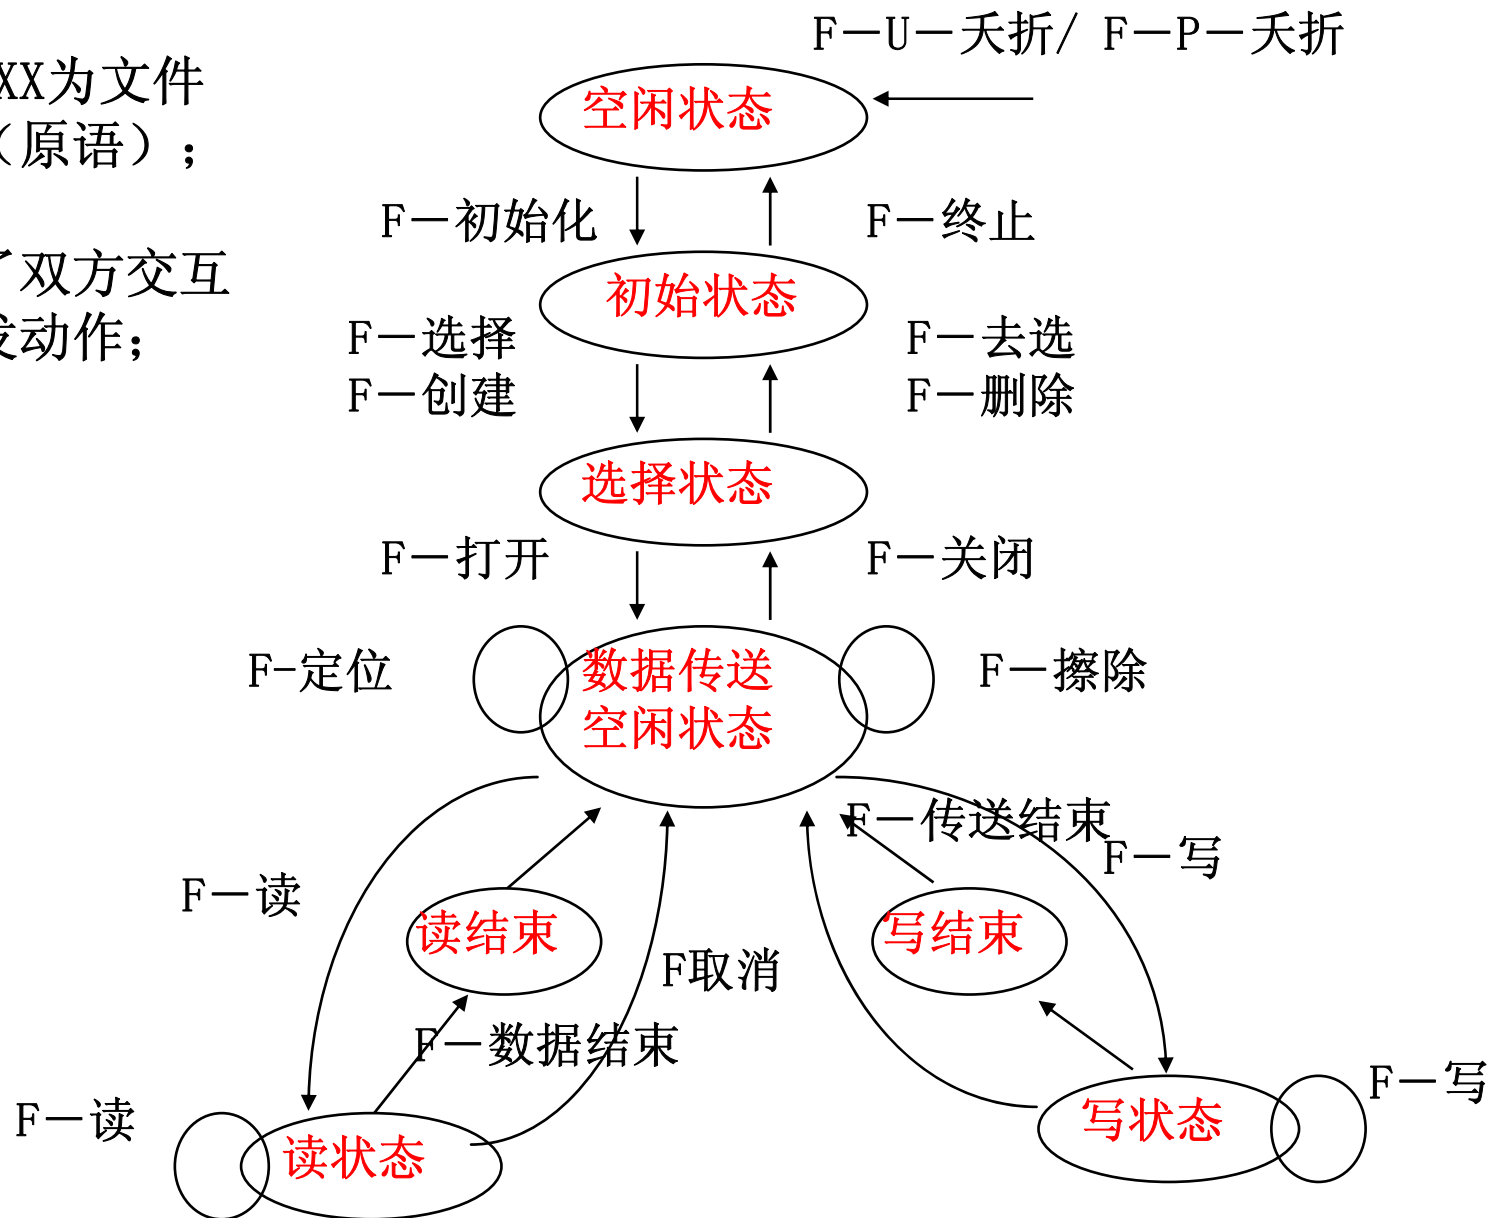 F－U－夭折/ F－P－夭折
XX为文件
（原语）；
空闲状态
F－初始化
F－终止
了双方交互
发动作；
初始状态
F－选择
F－创建
F－去选
F－删除
选择状态
F－打开
F－关闭
F-定位
数据传送
空闲状态
F－擦除
F－传送结束
F－写
F－读
读结束
写结束
F取消
F－数据结束
F－写
F－读
写状态
读状态